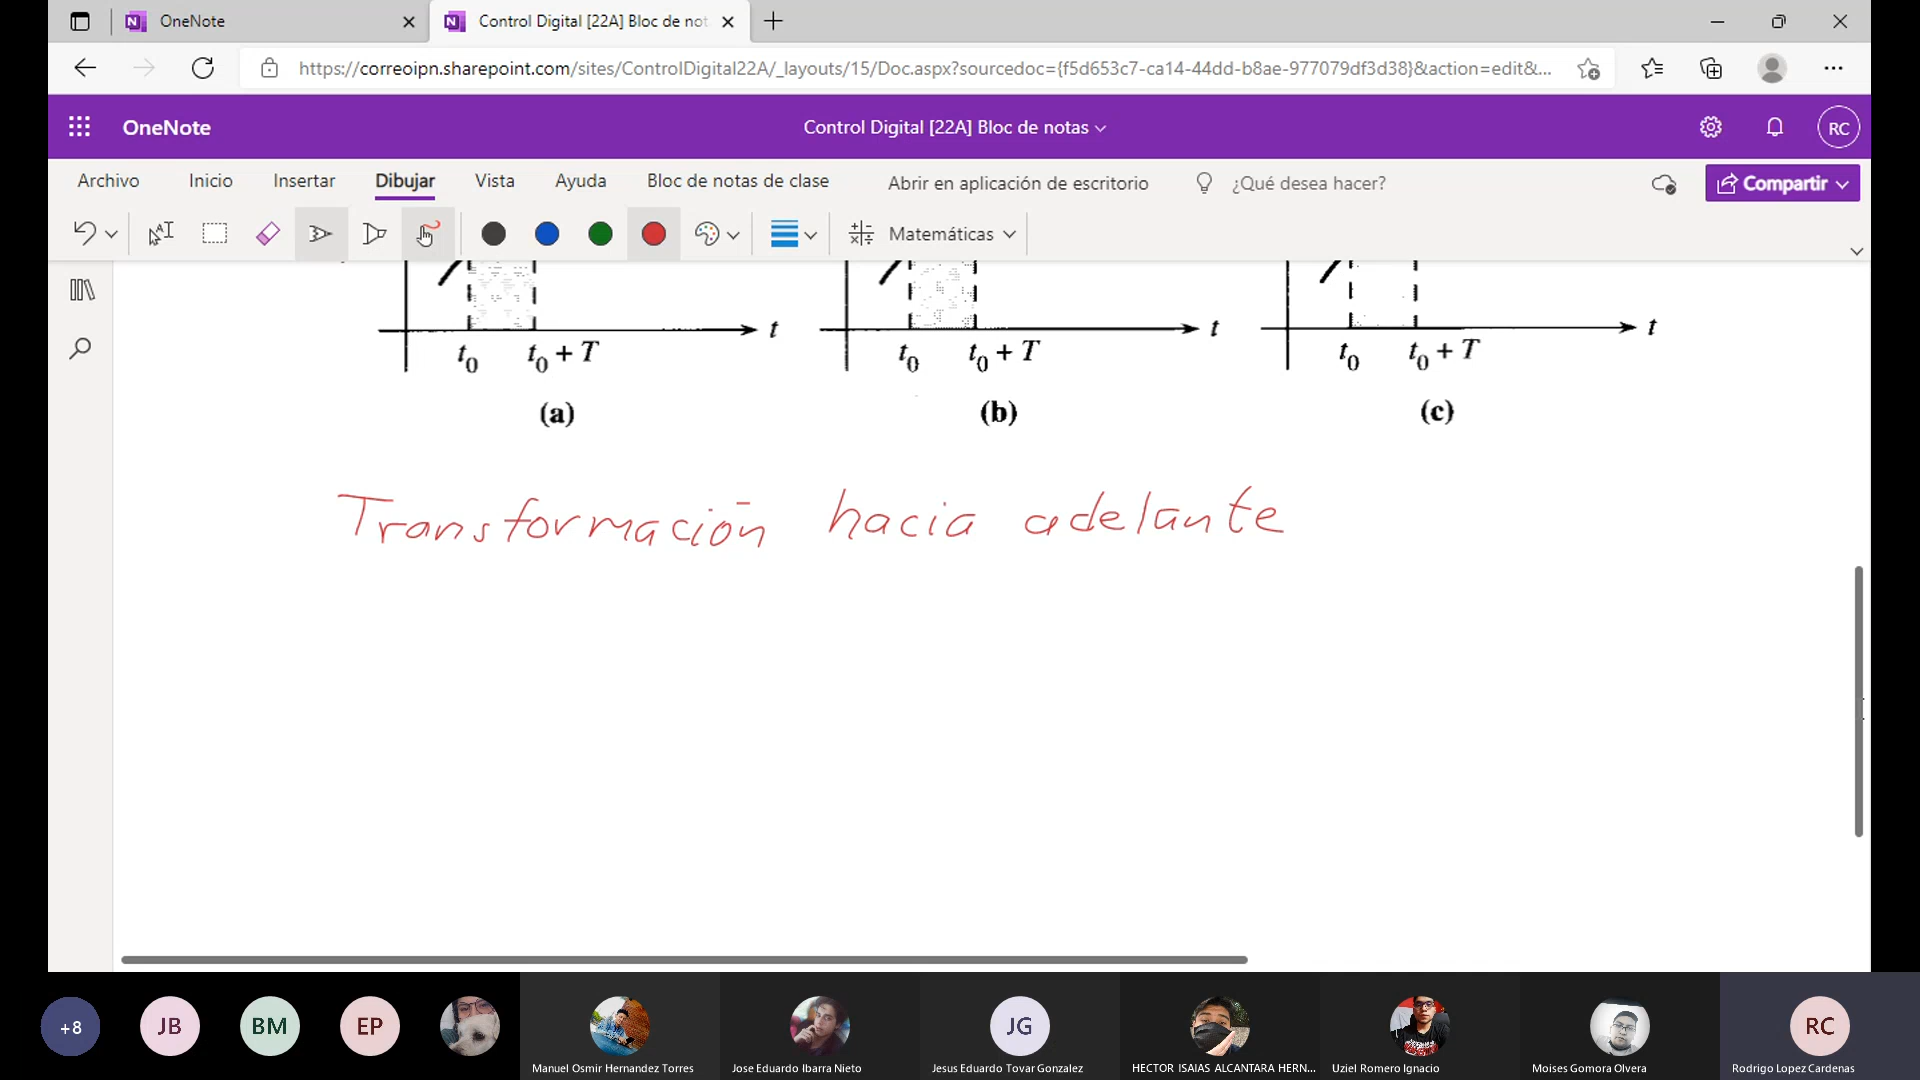 OneNote
Control Digital [22A] Bloc de not
https://correoipn.sharepoint.com/sites/ControlDigital22A/_layouts/15/Doc.aspx?sourcedoc={f5d653c7-ca14-44dd-b8ae-977079df3d38}&action=edit&...
OneNote
Control Digital [22A] Bloc de notas
RC
Archivo Inicio Insertar Dibujar Vista Ayuda Bloc de notas de clase Abrir en aplicación de escritorio ¿Qué desea hacer? Compartir
Matemáticas
t t t
t0 t0 + T t0 t0 + T t0 t0 + T
(a) (b) (c)
Transformación hacia adelante
+8 JB BM EP JG RC
Manuel Osmir Hernandez Torres Jose Eduardo Ibarra Nieto Jesus Eduardo Tovar Gonzalez HECTOR ISAIAS ALCANTARA HERN... Uziel Romero Ignacio Moises Gomora Olvera Rodrigo Lopez Cardenas